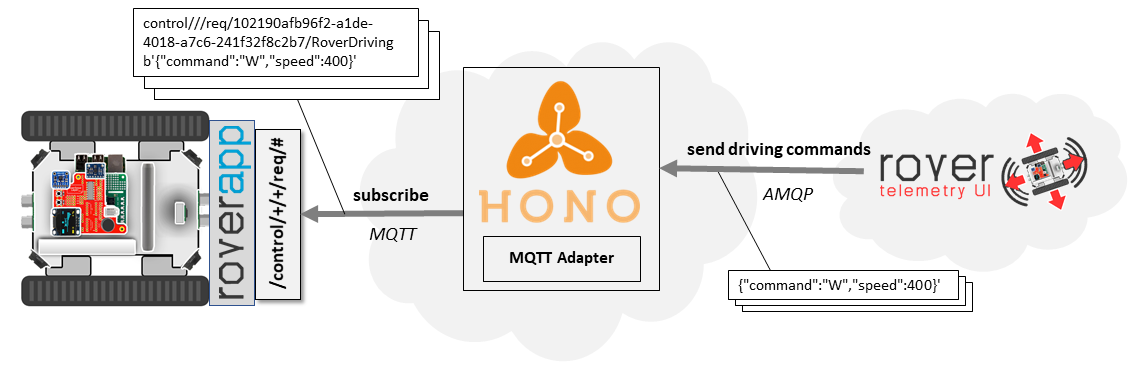 control///req/102190afb96f2-a1de-
4018-a7c6-241f32f8c2b7/RoverDriving
b'{"command":"W","speed":400}'
roverapp
/control/+/+/req/#
subscribe
MQTT
HONO
MQTT Adapter
send driving commands
AMQP
rover
telemetry UI
{"command":"W","speed":400}'